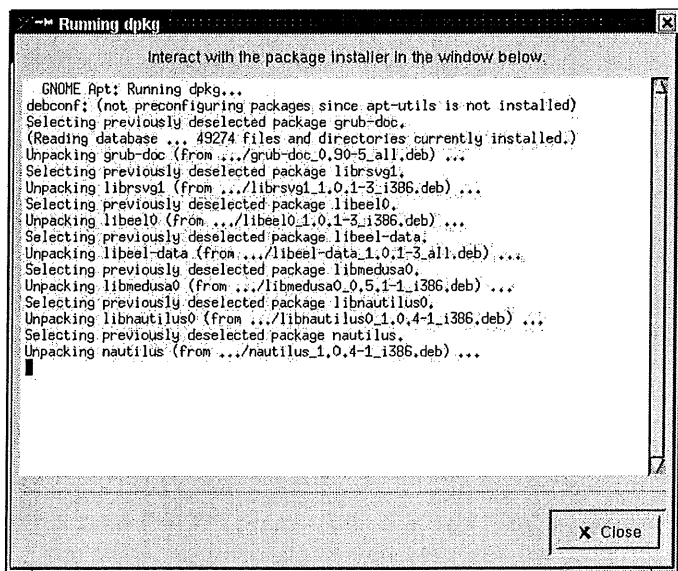 Running dpkg
Interact with the package installer in the window below.
GNOME Apt: Running dpkg...
debconf: (not preconfiguring packages since apt-utils is not installed)
Selecting previously deselected package grub-doc.
(Reading database ... 49274 files and directories currently installed.)
Unpacking grub-doc (from .../grub-doc_0.90-5_all.deb) ...
Selecting previously deselected package librsvg1.
Unpacking librsvg1 (from .../librsvg1_1.0.1-3_i386.deb) ...
Selecting previously deselected package libeel0.
Unpacking libeel0 (from .../libeel0_1.0.1-3_i386.deb) ...
Selecting previously deselected package libeel-data.
Unpacking libeel-data (from .../libeel-data_1.0.1-3_all.deb) ...
Selecting previously deselected package libmedusa0.
Unpacking libmedusa0 (from .../libmedusa0_0.5.1-1_i386.deb) ...
Selecting previously deselected package libnautilus0.
Unpacking libnautilus0 (from .../libnautilus0_1.0.4-1_i386.deb) ...
Selecting previously deselected package nautilus.
Unpacking nautilus (from .../nautilus_1.0.4-1_i386.deb) ...
X Close